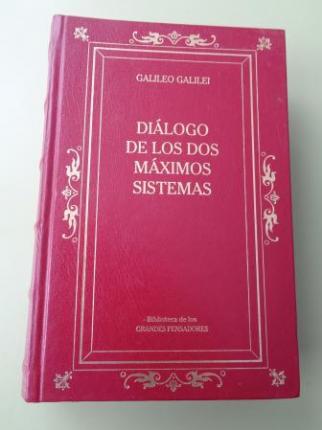 GALILEO GALILEI
DIÁLOGO
DE LOS DOS
MÁXIMOS
SISTEMAS
Biblioteca de los
GRANDES PENSADORES